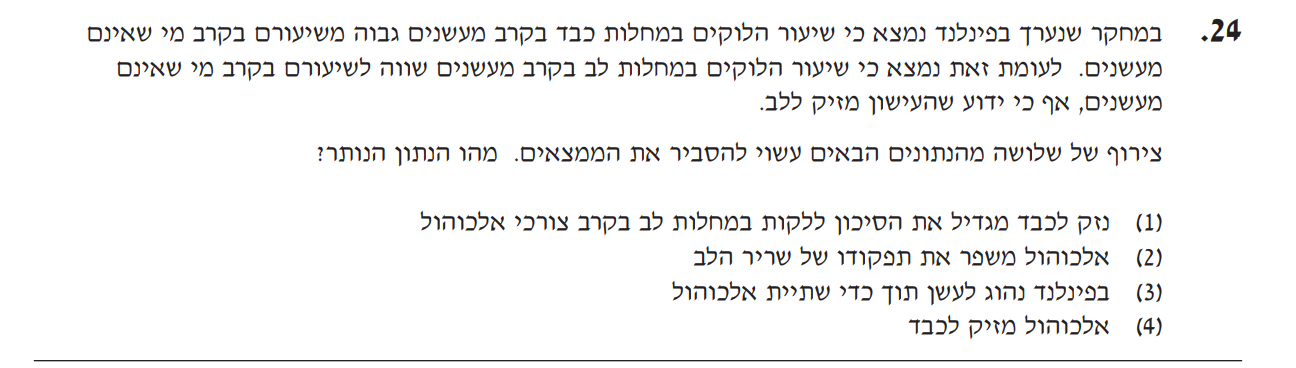 24. במחקר שנערך בפינלנד נמצא כי שיעור הלוקים במחלות כבד בקרב מעשנים גבוה משיעורם בקרב מי שאינם
מעשנים. לעומת זאת נמצא כי שיעור הלוקים במחלות לב בקרב מעשנים שווה לשיעורם בקרב מי שאינם
מעשנים, אף כי ידוע שהעישון מזיק ללב.
צירוף של שלושה מהנתונים הבאים עשוי להסביר את הממצאים. מהו הנתון הנותר?
(1) נזק לכבד מגדיל את הסיכון ללקות במחלות לב בקרב צורכי אלכוהול
(2) אלכוהול משפר את תפקודו של שריר הלב
(3) בפינלנד נהוג לעשן תוך כדי שתיית אלכוהול
(4) אלכוהול מזיק לכבד